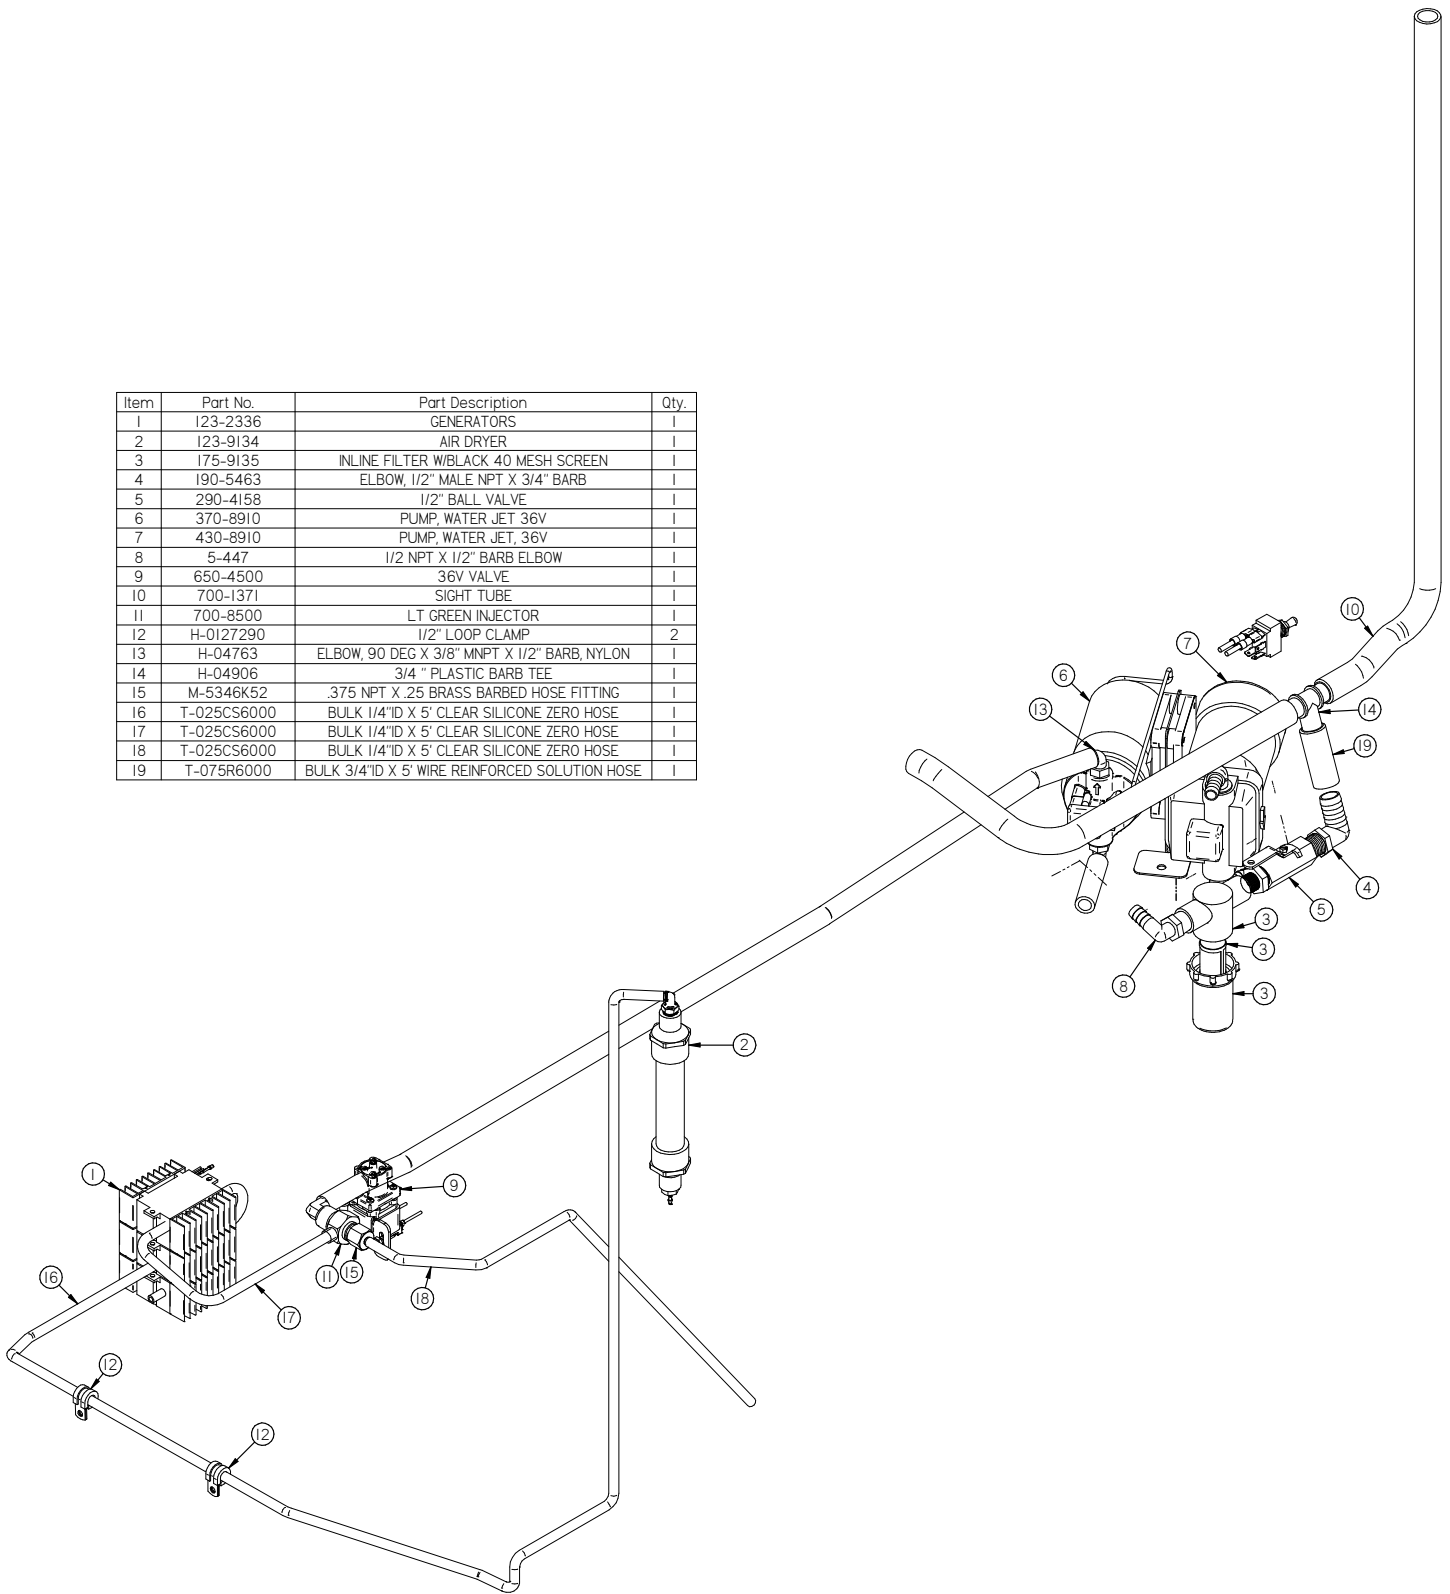 Item Part No. Part Description Qty.
1 123-2336 GENERATORS 1
2 123-9134 AIR DRYER 1
3 175-9135 INLINE FILTER W/BLACK 40 MESH SCREEN 1
4 190-5463 ELBOW, 1/2" MALE NPT X 3/4" BARB 1
5 290-4158 1/2" BALL VALVE 1
6 370-8910 PUMP, WATER JET 36V 1
7 430-8910 PUMP, WATER JET, 36V 1
8 5-447 1/2 NPT X 1/2" BARB ELBOW 1
9 650-4500 36V VALVE 1
10 700-1371 SIGHT TUBE 1
11 700-8500 LT GREEN INJECTOR 1
12 H-0127290 1/2" LOOP CLAMP 2
13 H-04763 ELBOW, 90 DEG X 3/8" MNPT X 1/2" BARB, NYLON 1
14 H-04906 3/4 " PLASTIC BARB TEE 1
15 M-5346K52 .375 NPT X .25 BRASS BARBED HOSE FITTING 1
16 T-025CS6000 BULK 1/4"ID X 5' CLEAR SILICONE ZERO HOSE 1
17 T-025CS6000 BULK 1/4"ID X 5' CLEAR SILICONE ZERO HOSE 1
18 T-025CS6000 BULK 1/4"ID X 5' CLEAR SILICONE ZERO HOSE 1
19 T-075R6000 BULK 3/4"ID X 5' WIRE REINFORCED SOLUTION HOSE 1
10
7
6
13
14
19
4
5
3
3
8
3
2
1
9
11
15
16
18
17
12
12